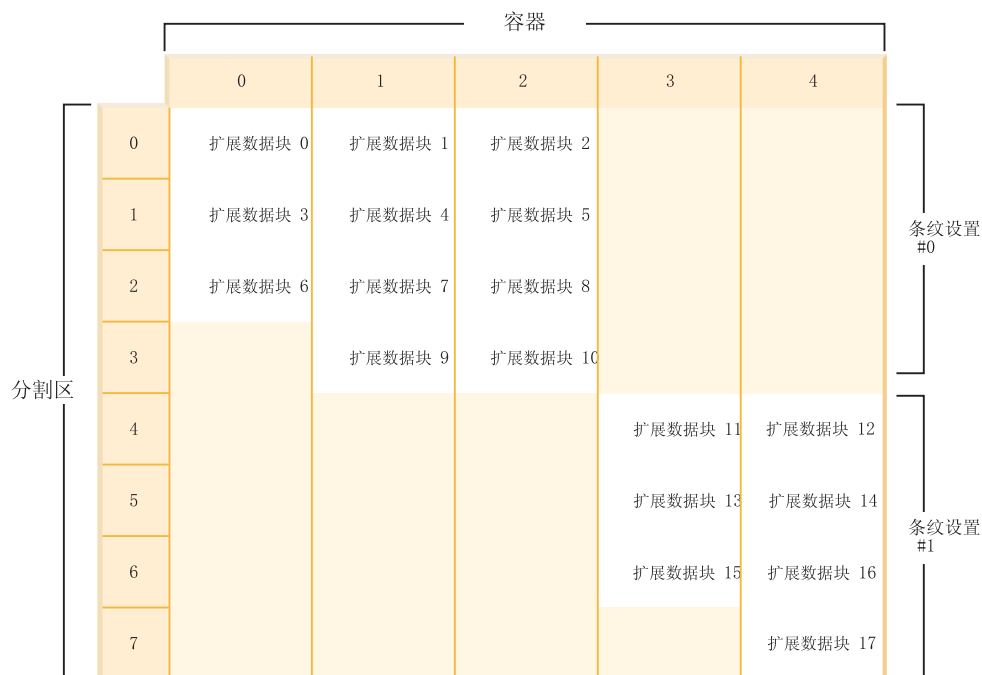 容器
0 1 2 3 4
0 扩展数据块 0 扩展数据块 1 扩展数据块 2
1 扩展数据块 3 扩展数据块 4 扩展数据块 5
条纹设置
#0
2 扩展数据块 6 扩展数据块 7 扩展数据块 8
3 扩展数据块 9 扩展数据块 10
分割区
4 扩展数据块 11 扩展数据块 12
5 扩展数据块 13 扩展数据块 14
条纹设置
#1
6 扩展数据块 15 扩展数据块 16
7 扩展数据块 17